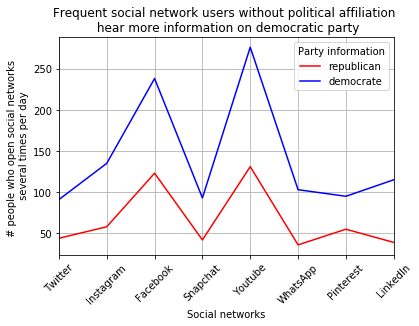 Frequent social network users without political affiliation
hear more information on democratic party
Party information
republican
democrate
# people who open social networks
several times per day
250
200
150
100
50
Twitter
Instagram
Facebook
Snapchat
Youtube
WhatsApp
Pinterest
LinkedIn
Social networks